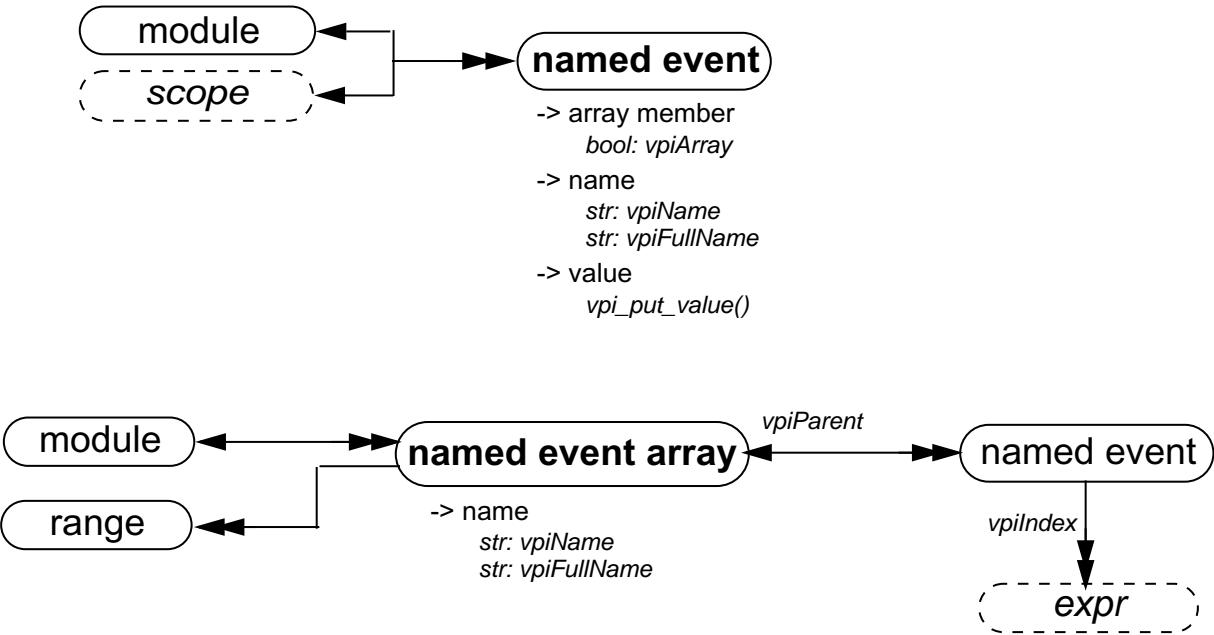 module
scope
named event
-> array member
bool: vpiArray
-> name
str: vpiName
str: vpiFullName
-> value
vpi_put_value()
module
range
named event array
-> name
str: vpiName
str: vpiFullName
vpiParent
named event
vpiIndex
expr